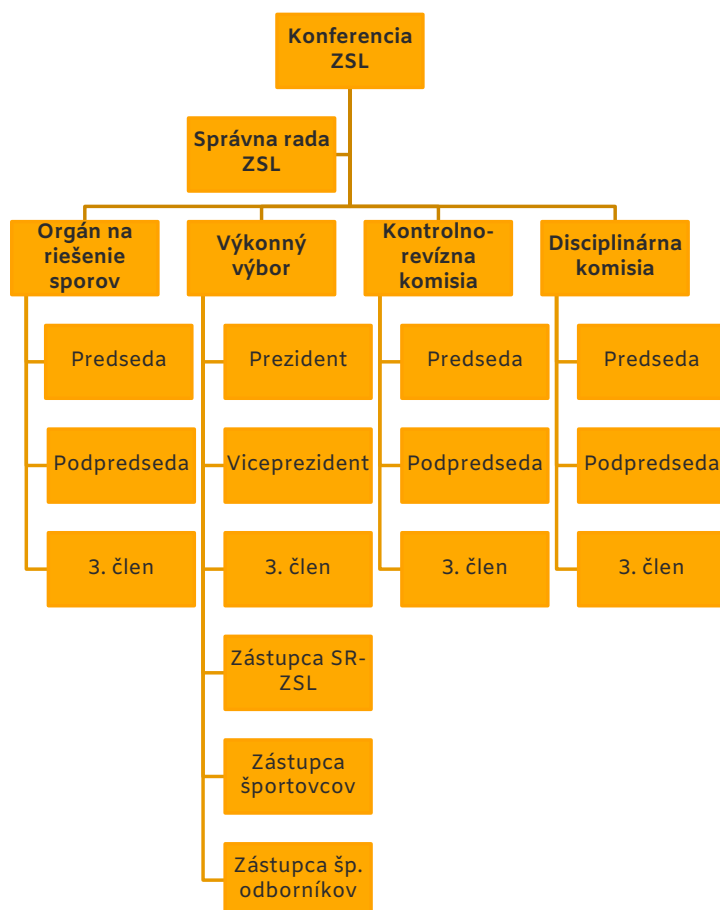 Konferencia
ZSL
Správna rada
ZSL
Orgán na
riešenie
sporov
Výkonný
výbor
Kontrolno-
revízna
komisia
Disciplinárna
komisia
Predseda
Prezident
Predseda
Predseda
Podpredseda
Viceprezident
Podpredseda
Podpredseda
3. člen
3. člen
3. člen
3. člen
Zástupca SR-
ZSL
Zástupca
športovcov
Zástupca šp.
odborníkov